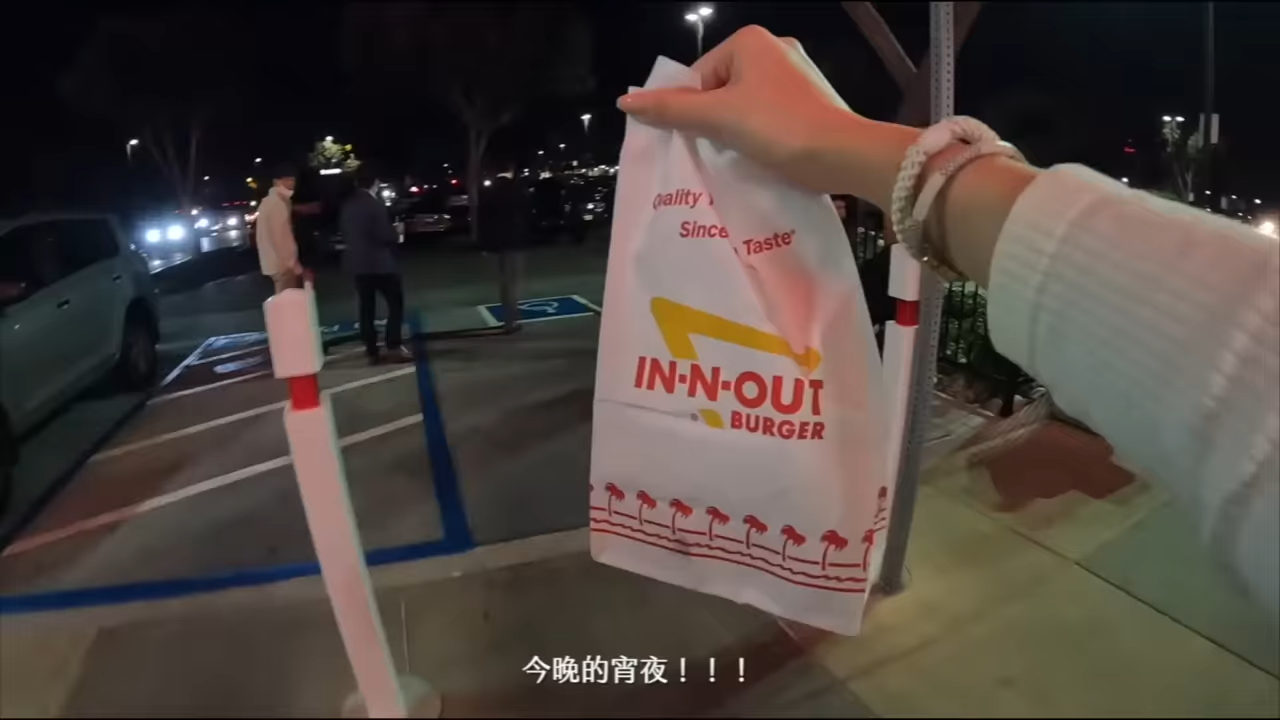 Quality
Since
Taste®
IN-N-OUT
BURGER
®
今晚的宵夜！！！